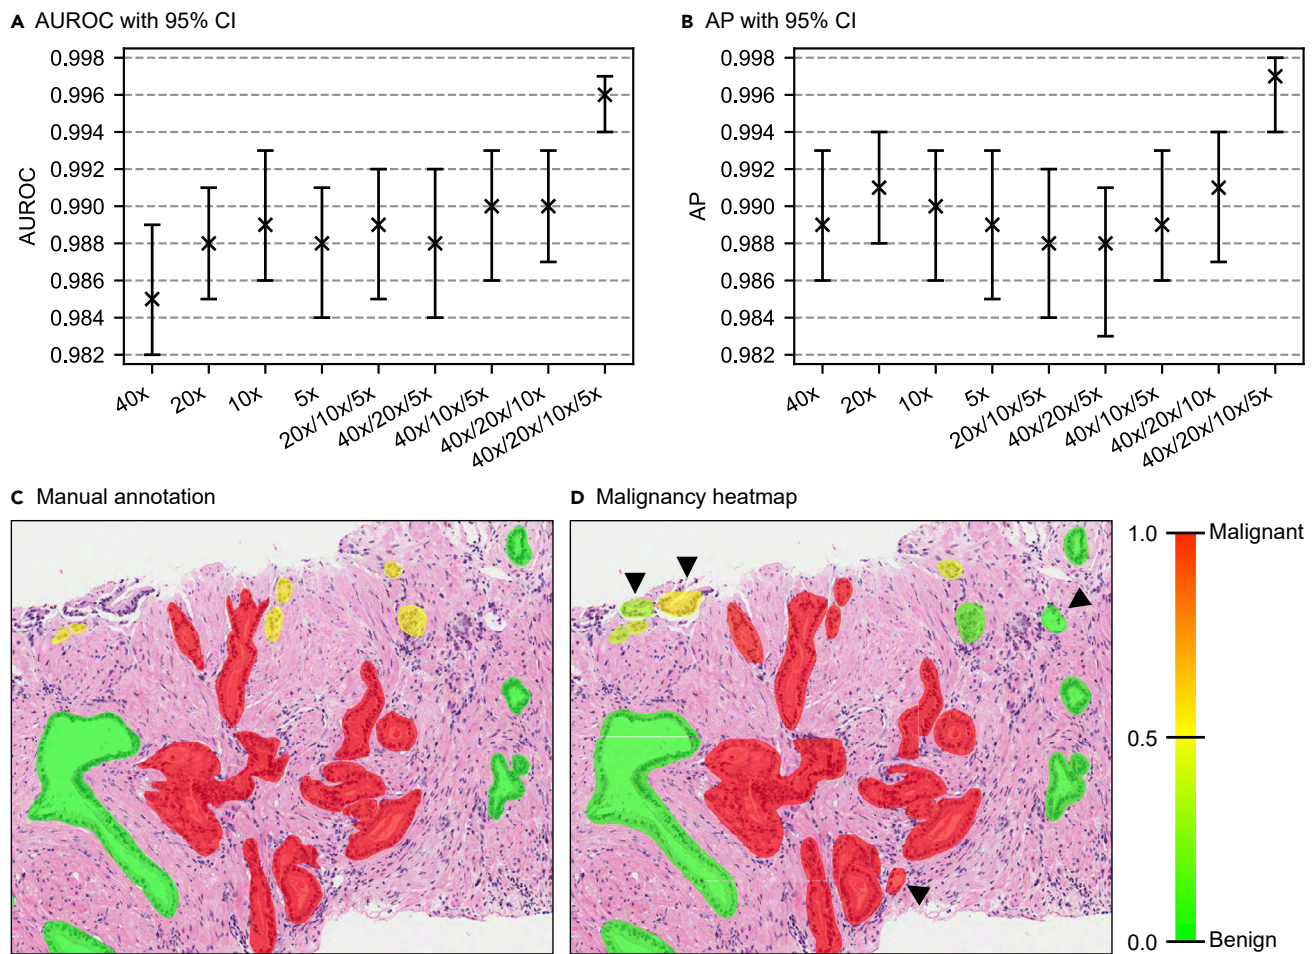 A AUROC with 95% CI
0.998
0.996
0.994
0.992
0.990
0.988
0.986
0.984
0.982
AUROC
40x
20x
10x
5x
20x/10x/5x
40x/20x/5x
40x/10x/5x
40x/20x/10x
40x/20x/10x/5x
B AP with 95% CI
0.998
0.996
0.994
0.992
0.990
0.988
0.986
0.984
0.982
AP
40x
20x
10x
5x
20x/10x/5x
40x/20x/5x
40x/10x/5x
40x/20x/10x
40x/20x/10x/5x
C Manual annotation
D Malignancy heatmap
1.0 Malignant
0.5
0.0 Benign